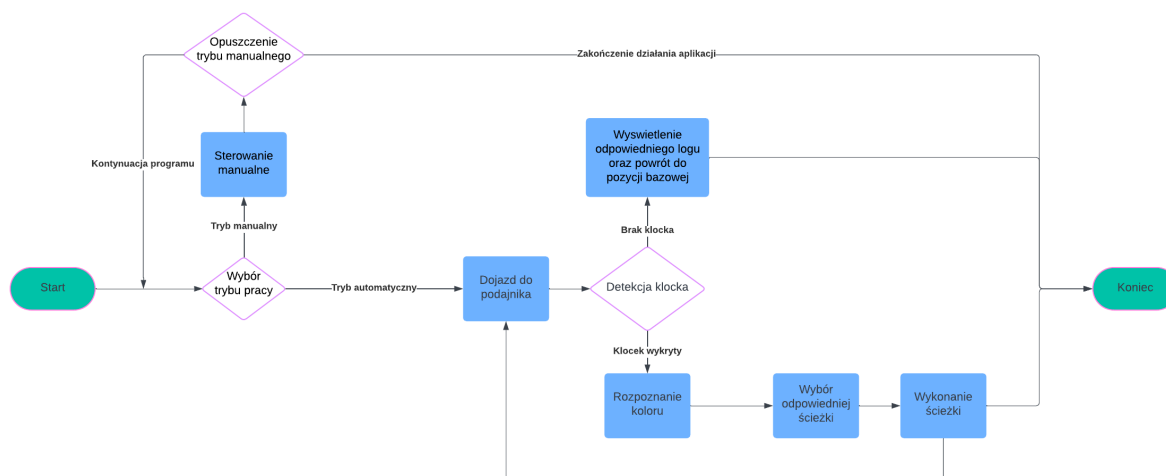 Opuszczenie
trybu manualnego
Zakończenie działania aplikacji
Kontynuacja programu
Sterowanie
manualne
Wyswietlenie
odpowiedniego logu
oraz powrót do
pozycji bazowej
Tryb manualny
Brak klocka
Start
Wybór
trybu pracy
Tryb automatyczny
Dojazd do
podajnika
Detekcja klocka
Koniec
Klocek wykryty
Rozpoznanie
koloru
Wybór
odpowiedniej
ścieżki
Wykonanie
ścieżki